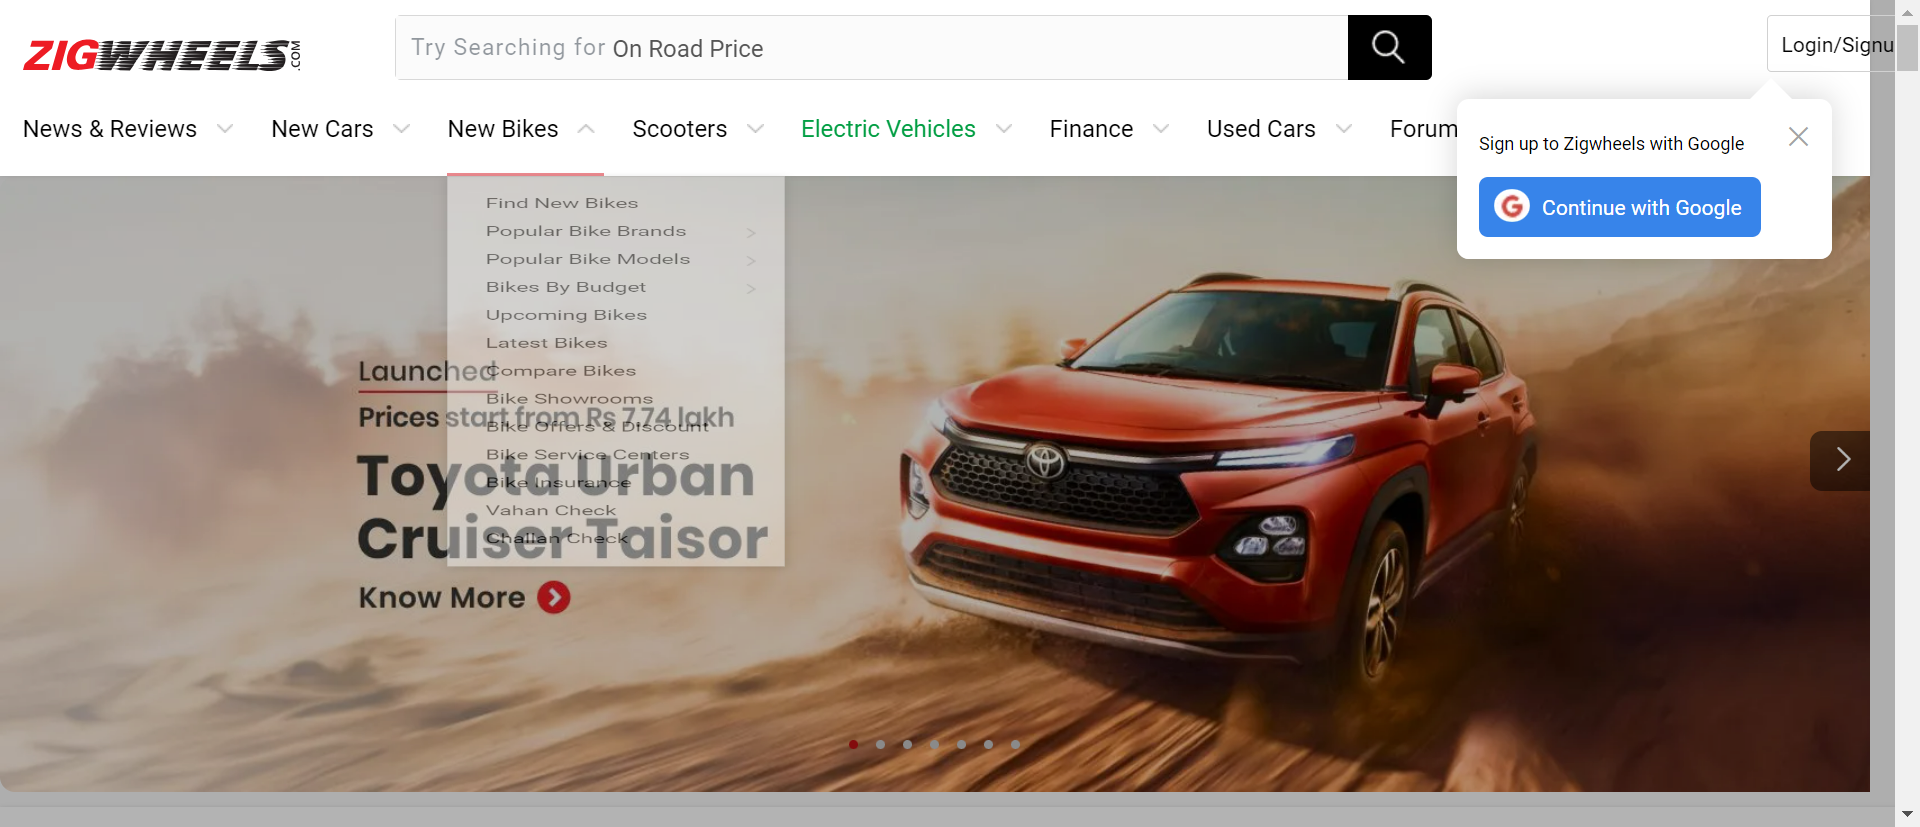 ZIGWHEELS.COM
Try Searching for On Road Price
Login/Signu
News & Reviews New Cars New Bikes Scooters Electric Vehicles Finance Used Cars Forum
Sign up to Zigwheels with Google
Continue with Google
Find New Bikes
Popular Bike Brands
Popular Bike Models
Bikes By Budget
Upcoming Bikes
Latest Bikes
Compare Bikes
Bike Showrooms
Bike Offers & Discount
Bike Service Centers
Bike Insurance
Vahan Check
Challan Check
Launched
Prices start from Rs 7.74 lakh
Toyota Urban
Cruiser Taisor
Know More